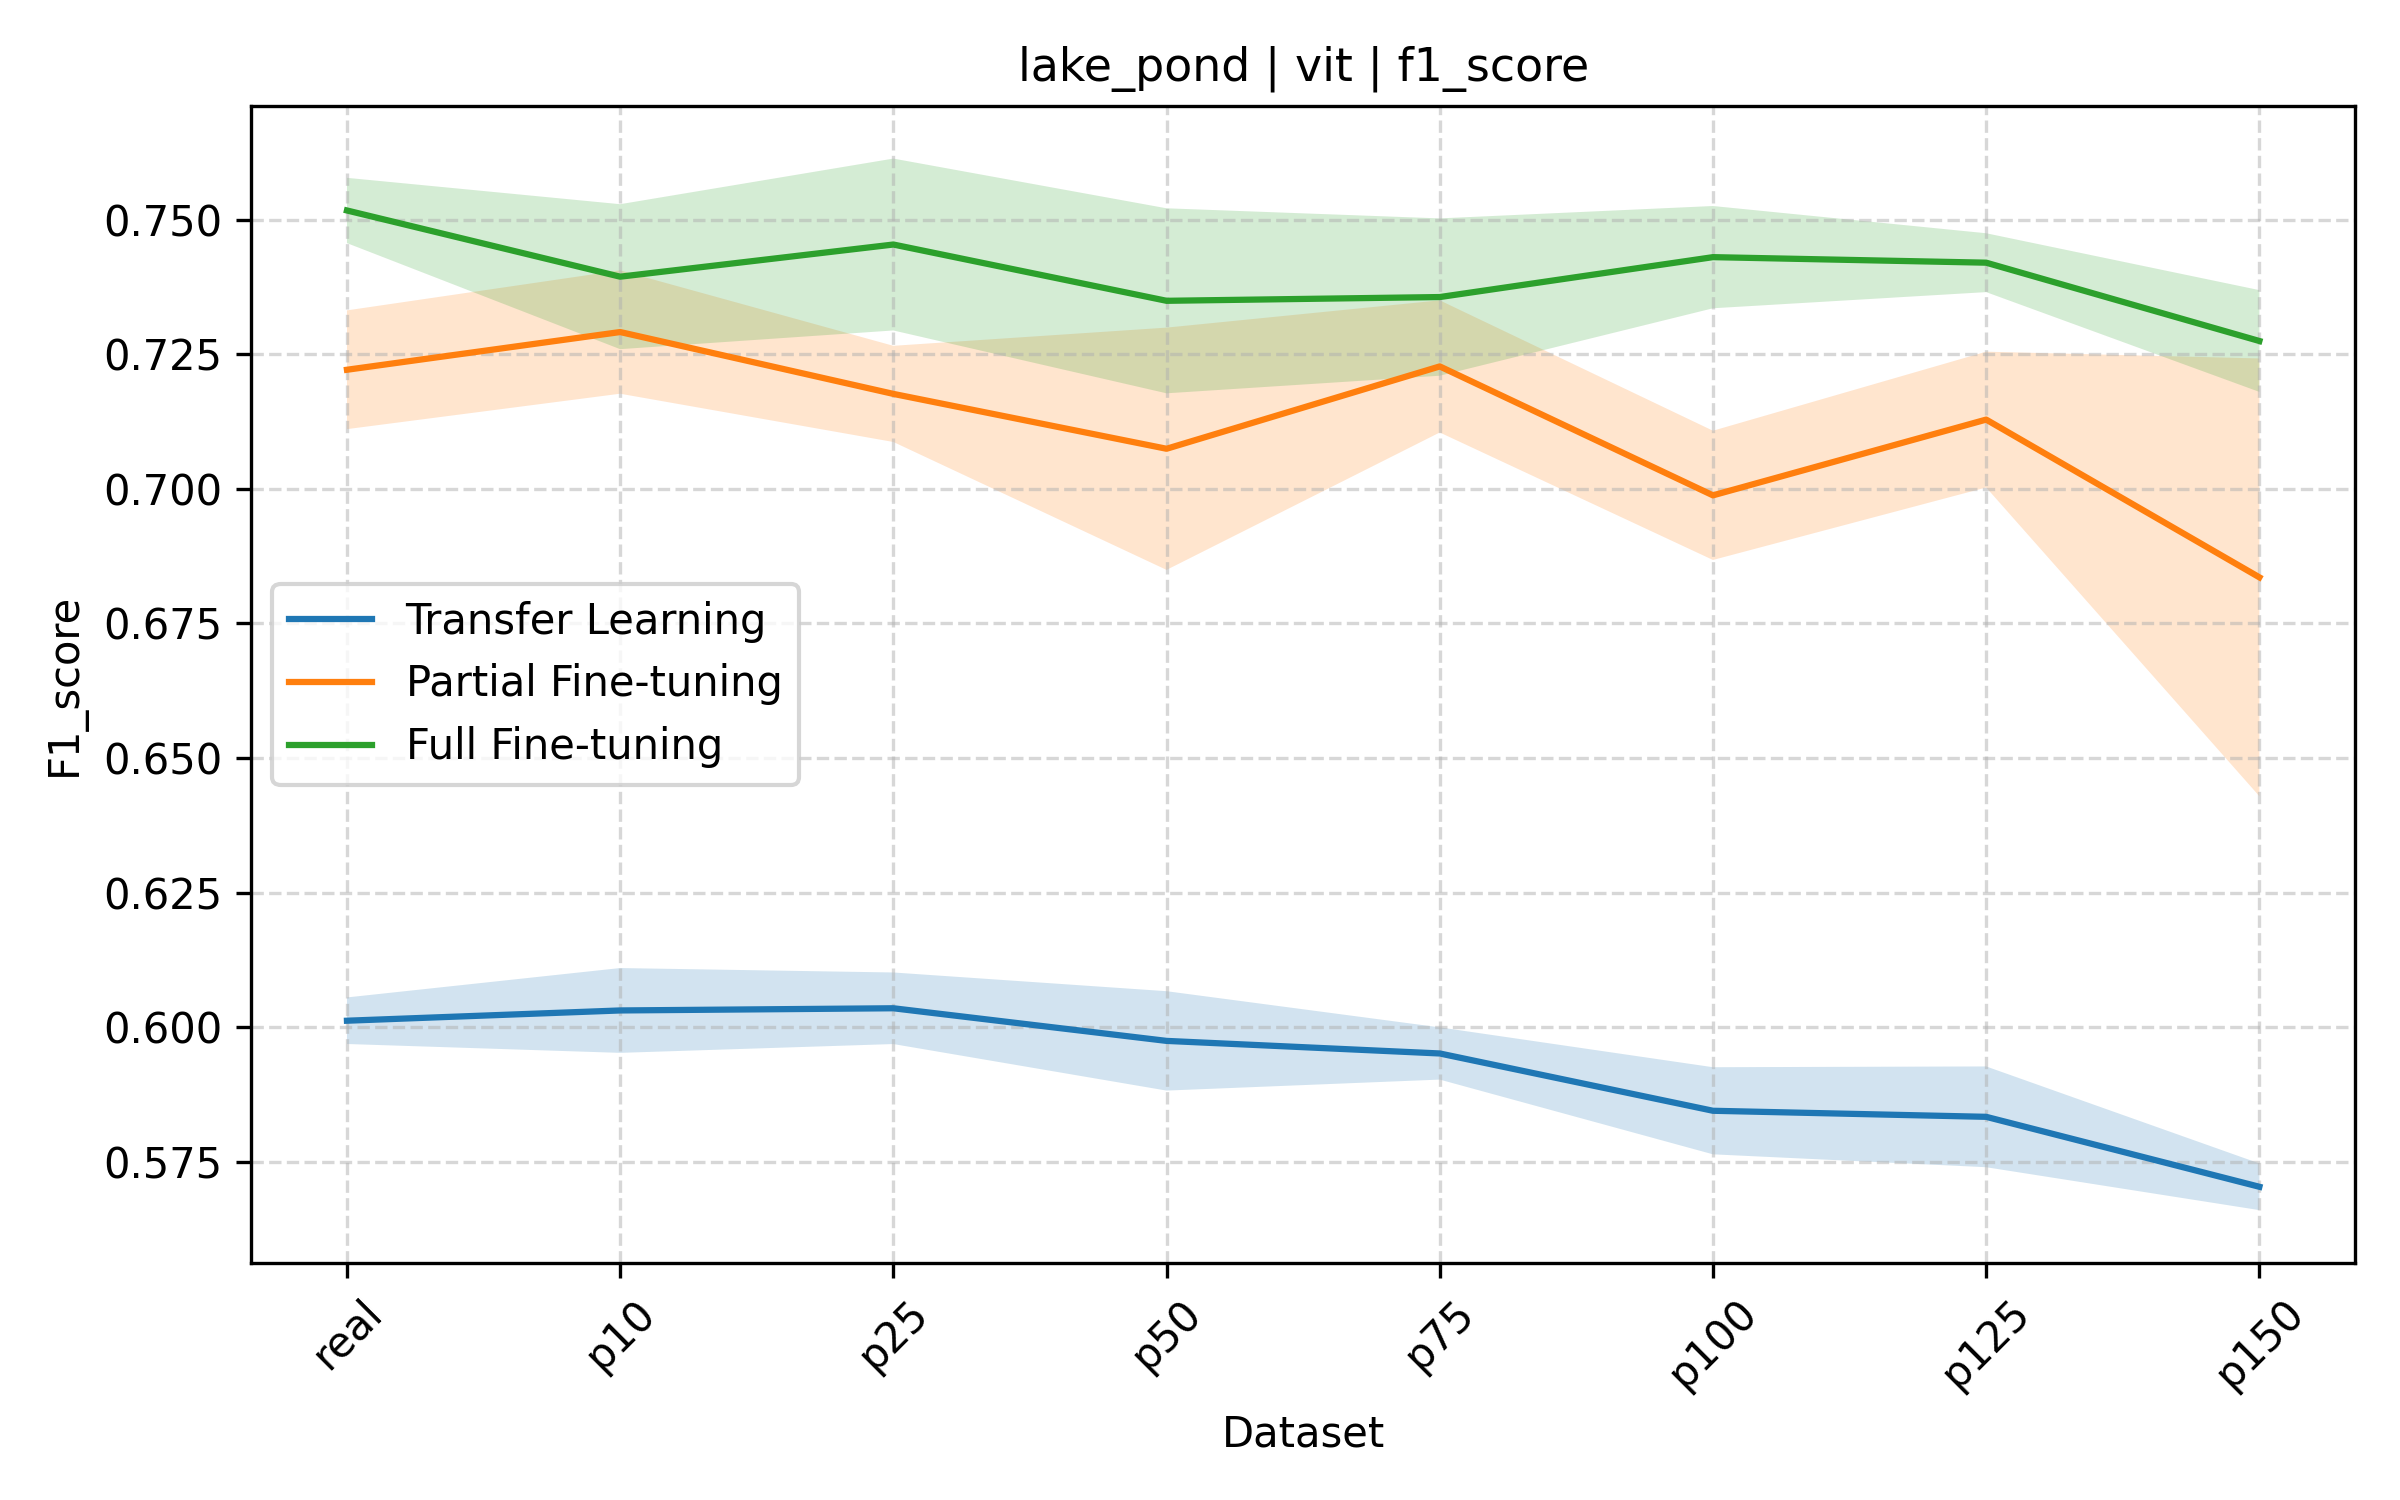 lake_pond | vit | f1_score
F1_score
0.750
0.725
0.700
0.675
0.650
0.625
0.600
0.575
Transfer Learning
Partial Fine-tuning
Full Fine-tuning
real
p10
p25
p50
p75
p100
p125
p150
Dataset